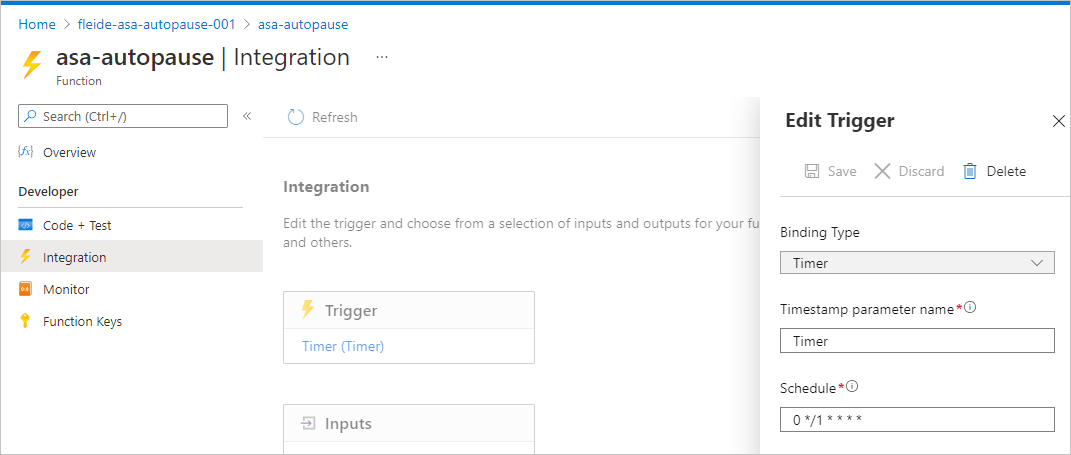 Home > fleide-asa-autopause-001 > asa-autopause
asa-autopause | Integration ...
Function
Search (Ctrl+/)
«
Overview
Developer
Code + Test
Integration
Monitor
Function Keys
Refresh
Integration
Edit the trigger and choose from a selection of inputs and outputs for your fu
and others.
Trigger
Timer (Timer)
Inputs
Edit Trigger
Save
Discard
Delete
Binding Type
Timer
Timestamp parameter name*
Timer
Schedule*
0 */1 * * * *